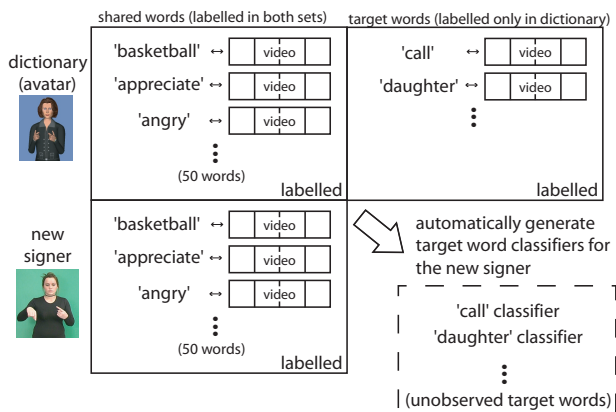 shared words (labelled in both sets)
target words (labelled only in dictionary)
dictionary
(avatar)
'basketball' ↔ video
'appreciate' ↔ video
'angry' ↔ video
(50 words)
labelled
'call' ↔ video
'daughter' ↔ video
labelled
new
signer
'basketball' ↔ video
'appreciate' ↔ video
'angry' ↔ video
(50 words)
labelled
automatically generate
target word classifiers for
the new signer
'call' classifier
'daughter' classifier
(unobserved target words)